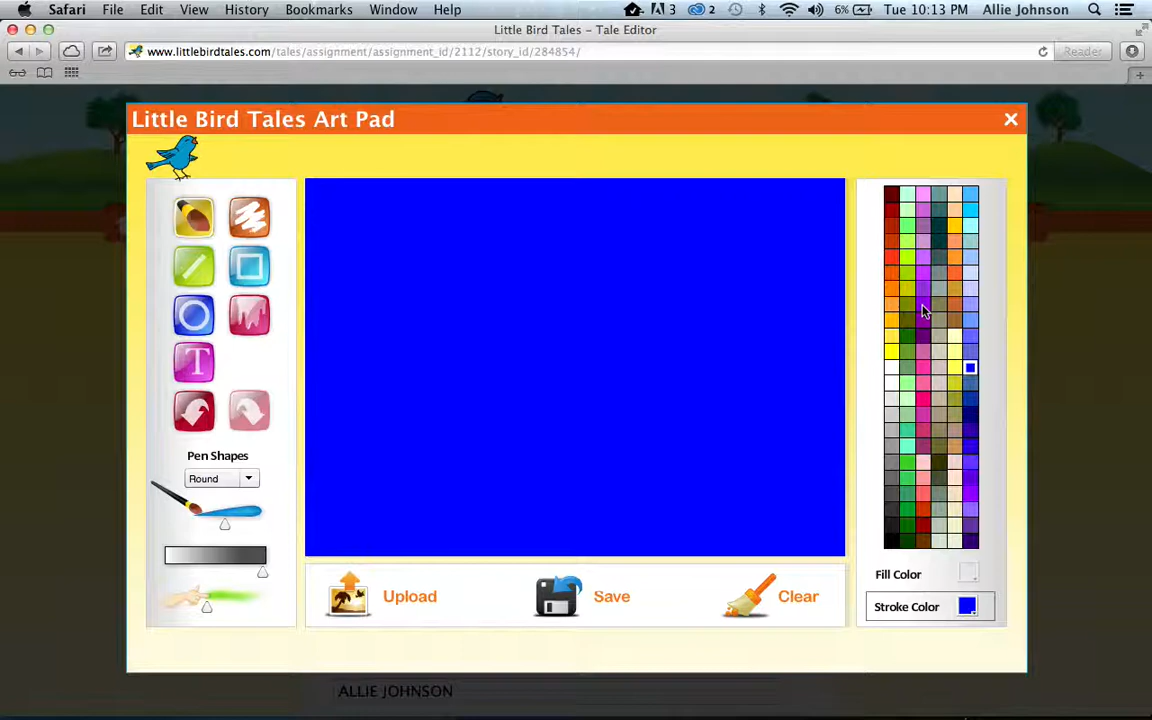 Safari File Edit View History Bookmarks Window Help 3 2 6% Tue 10:13 PM Allie Johnson
Little Bird Tales – Tale Editor
www.littlebirdtales.com/tales/assignment/assignment_id/2112/story_id/284854/ Reader
Little Bird Tales Art Pad
T
Pen Shapes
Round
Upload Save Clear
Fill Color
Stroke Color
ALLIE JOHNSON